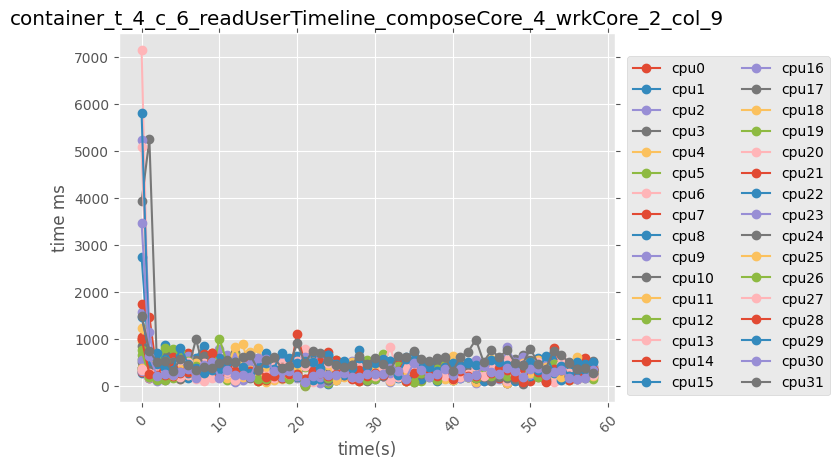 container_t_4_c_6_readUserTimeline_composeCore_4_wrkCore_2_col_9
7000
6000
5000
4000
3000
2000
1000
0
time ms
0
10
20
30
40
50
60
time(s)
cpu0
cpu1
cpu2
cpu3
cpu4
cpu5
cpu6
cpu7
cpu8
cpu9
cpu10
cpu11
cpu12
cpu13
cpu14
cpu15
cpu16
cpu17
cpu18
cpu19
cpu20
cpu21
cpu22
cpu23
cpu24
cpu25
cpu26
cpu27
cpu28
cpu29
cpu30
cpu31